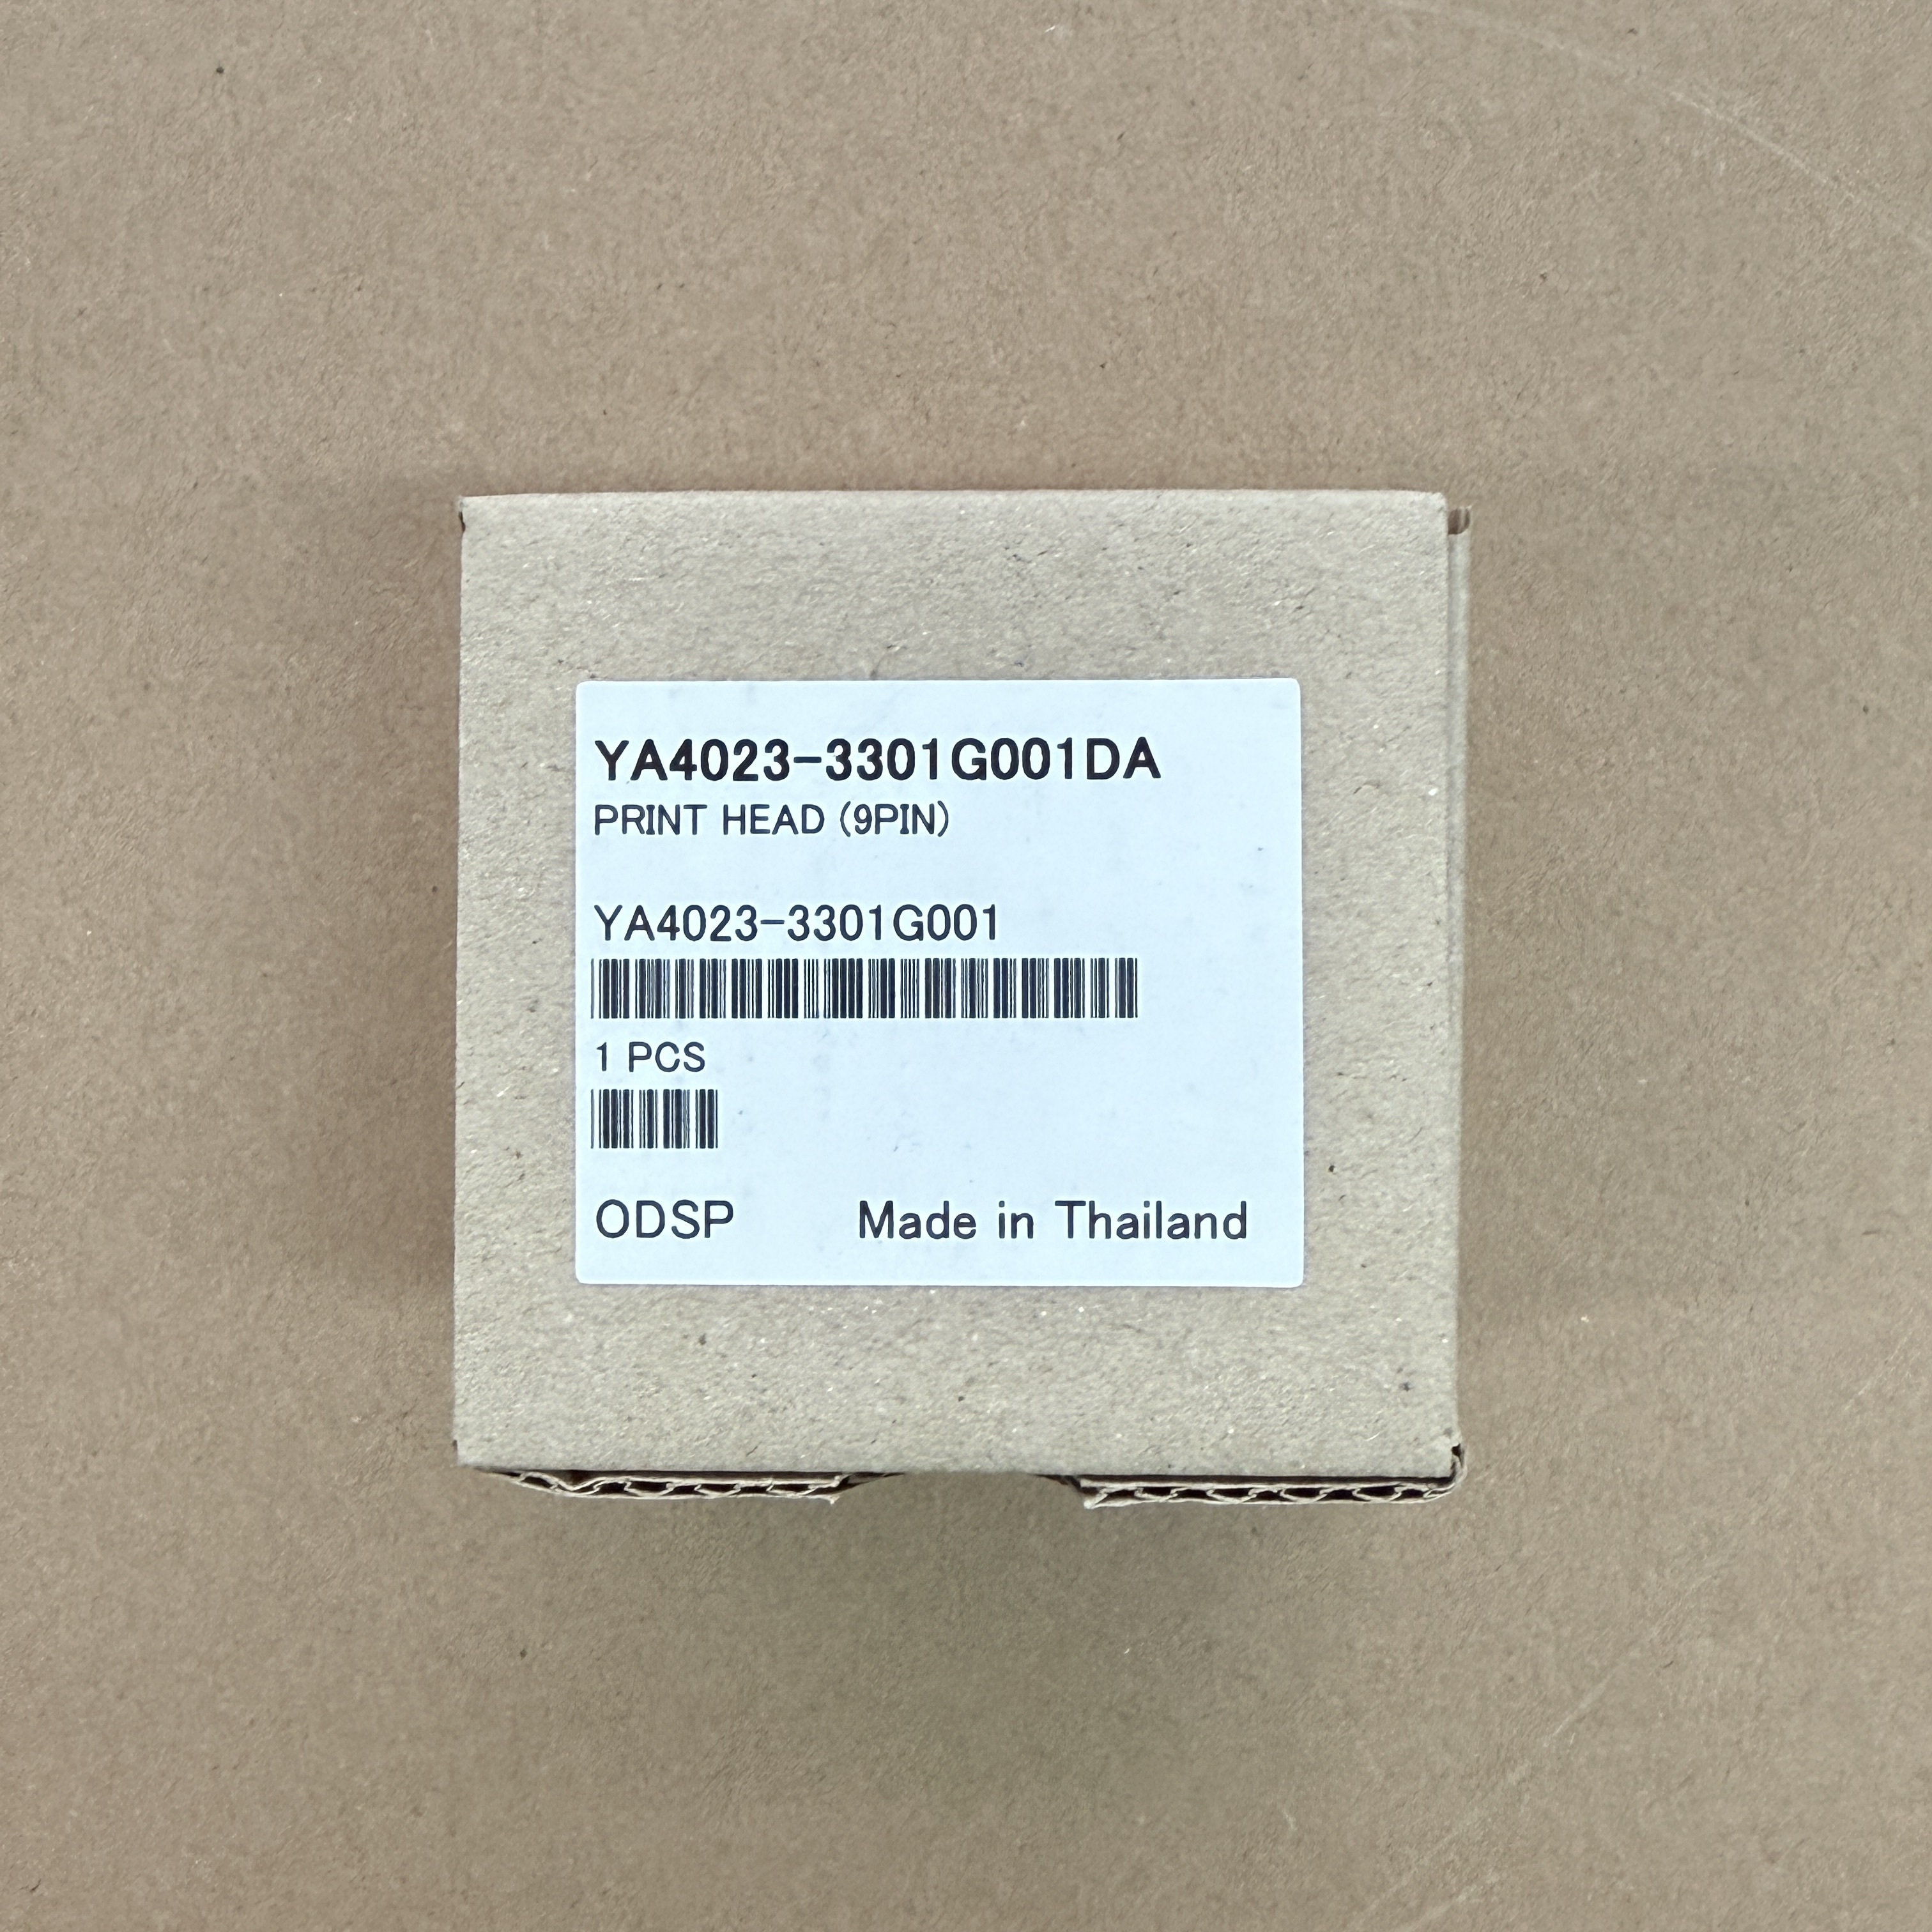 YA4023-3301G001DA
PRINT HEAD (9PIN)
YA4023-3301G001
1 PCS
ODSP Made in Thailand